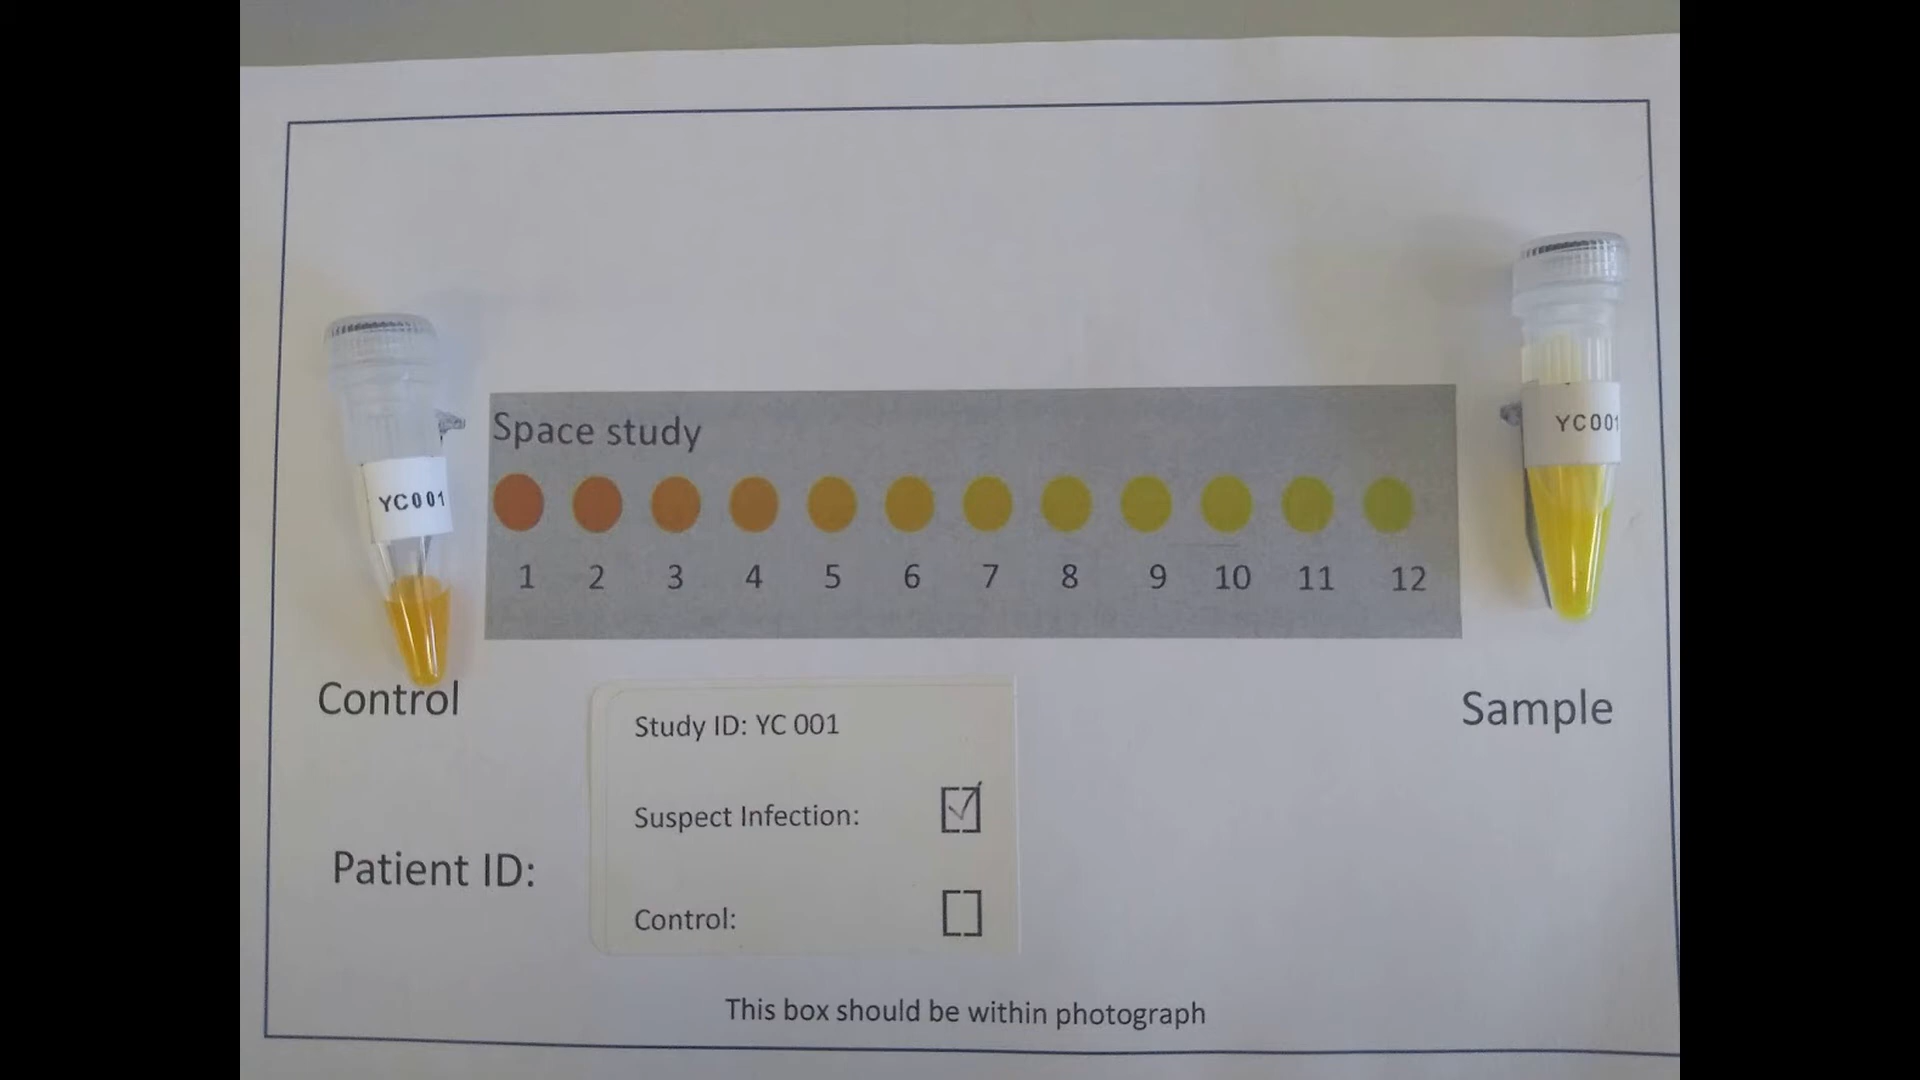 Space study
1 2 3 4 5 6 7 8 9 10 11 12
YC001
YC001
Control
Sample
Study ID: YC 001
Suspect Infection:
Patient ID:
Control:
This box should be within photograph